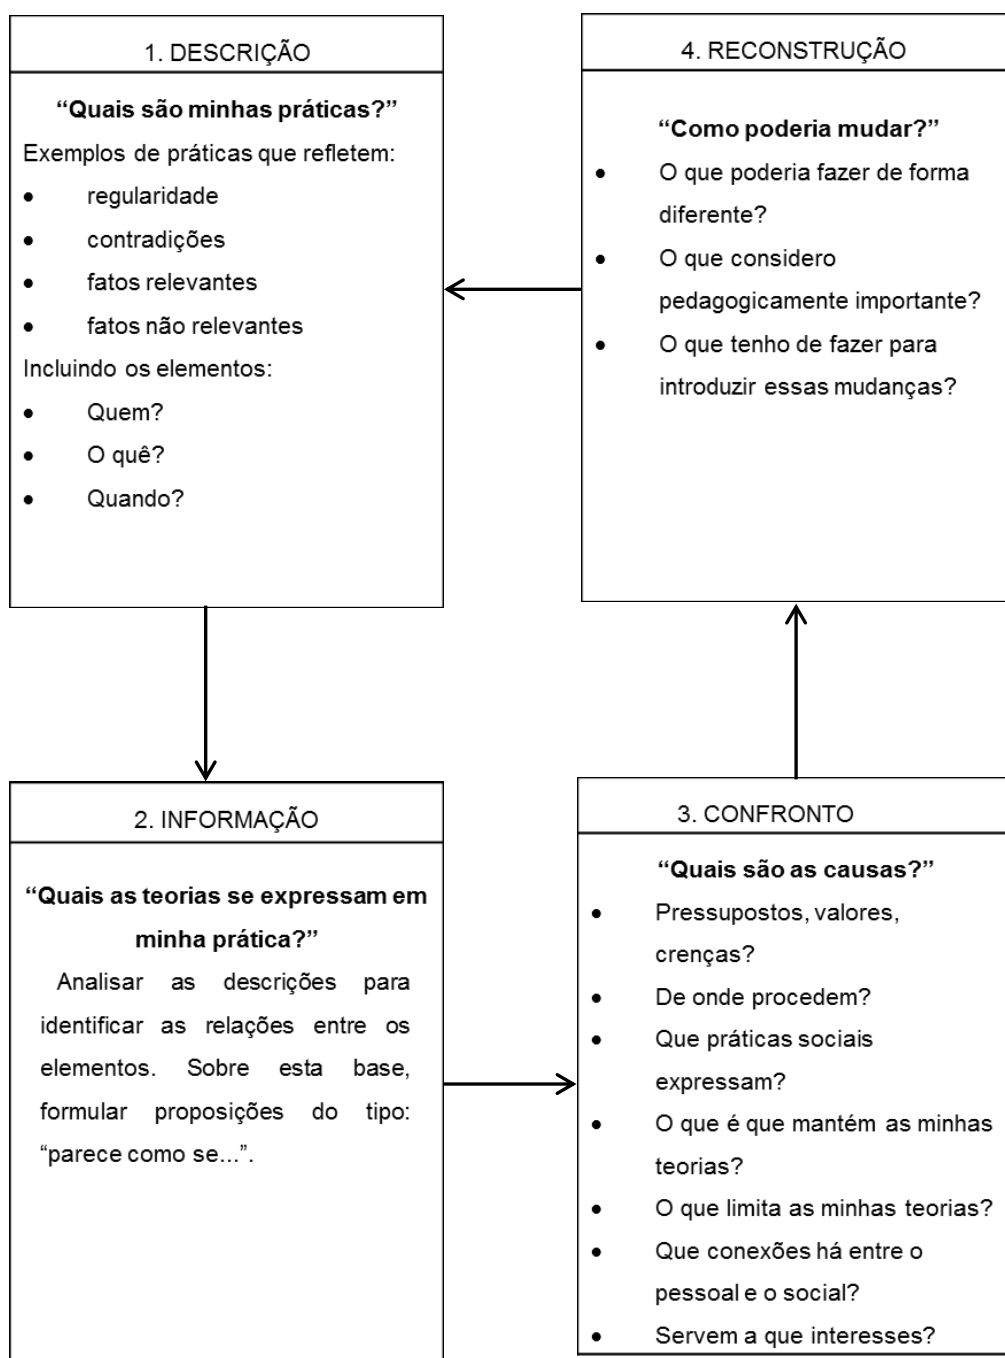 1. DESCRIÇÃO
“Quais são minhas práticas?”
Exemplos de práticas que refletem:
• regularidade
• contradições
• fatos relevantes
• fatos não relevantes
Incluindo os elementos:
• Quem?
• O quê?
• Quando?
2. INFORMAÇÃO
“Quais as teorias se expressam em
minha prática?”
Analisar as descrições para
identificar as relações entre os
elementos. Sobre esta base,
formular proposições do tipo:
“parece como se...”.
3. CONFRONTO
“Quais são as causas?”
• Pressupostos, valores,
crenças?
• De onde procedem?
• Que práticas sociais
expressam?
• O que é que mantém as minhas
teorias?
• O que limita as minhas teorias?
• Que conexões há entre o
pessoal e o social?
• Servem a que interesses?
4. RECONSTRUÇÃO
“Como poderia mudar?”
• O que poderia fazer de forma
diferente?
• O que considero
pedagogicamente importante?
• O que tenho de fazer para
introduzir essas mudanças?